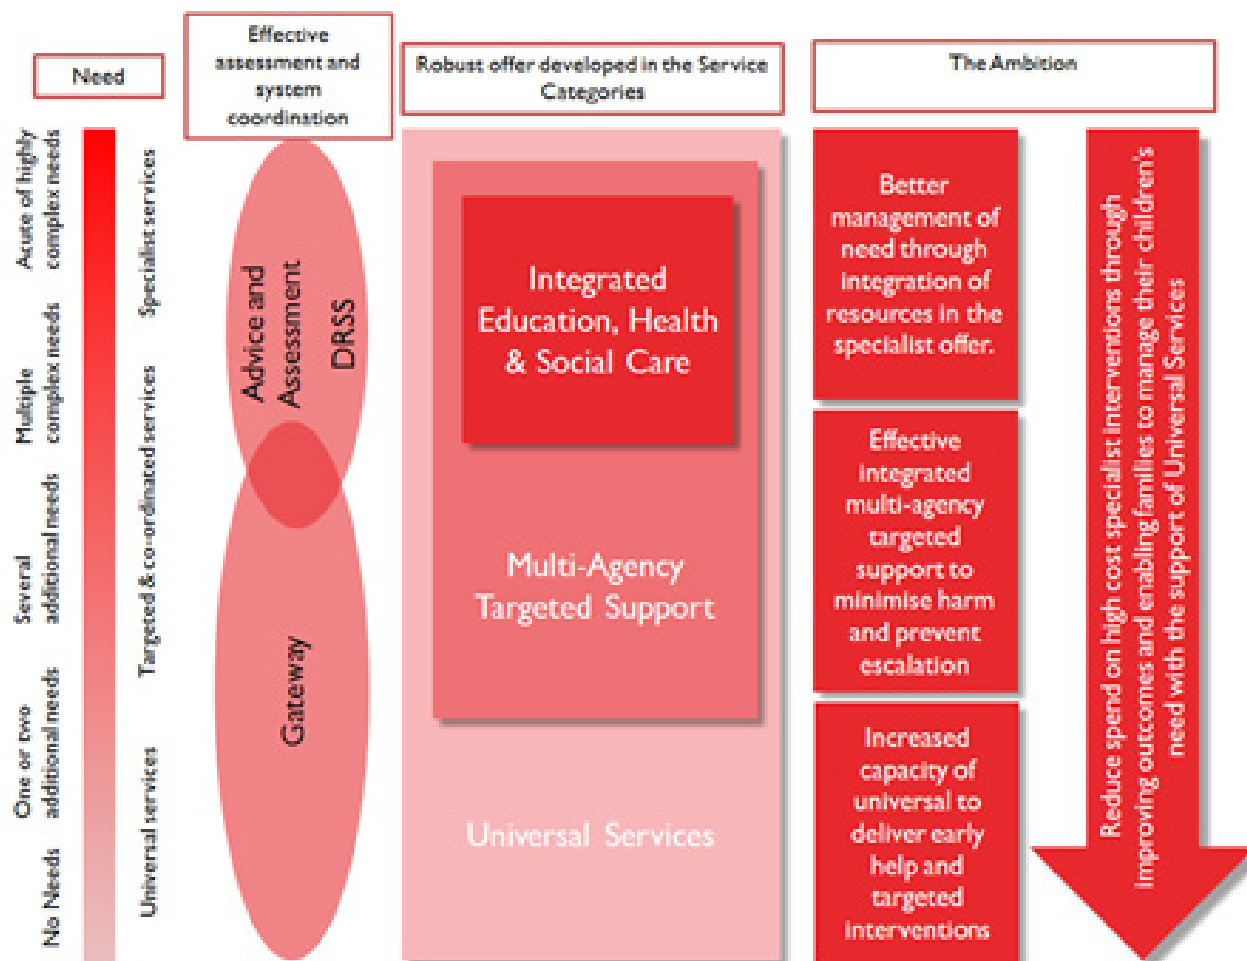 Need
Effective
assessment and
system
coordination
Robust offer developed in the Service
Categories
The Ambition
Acute of highly
complex needs
Multiple
complex needs
Several
additional needs
One or two
additional needs
No Needs
Specialist services
Targeted & co-ordinated services
Universal services
Advice and
Assessment
DRSS
Gateway
Integrated
Education, Health
& Social Care
Multi-Agency
Targeted Support
Universal Services
Better
management of
need through
integration of
resources in the
specialist offer.
Effective
integrated
multi-agency
targeted
support to
minimise harm
and prevent
escalation
Increased
capacity of
universal to
deliver early
help and
targeted
interventions
Reduce spend on high cost specialist interventions through
improving outcomes and enabling families to manage their children's
need with the support of Universal Services